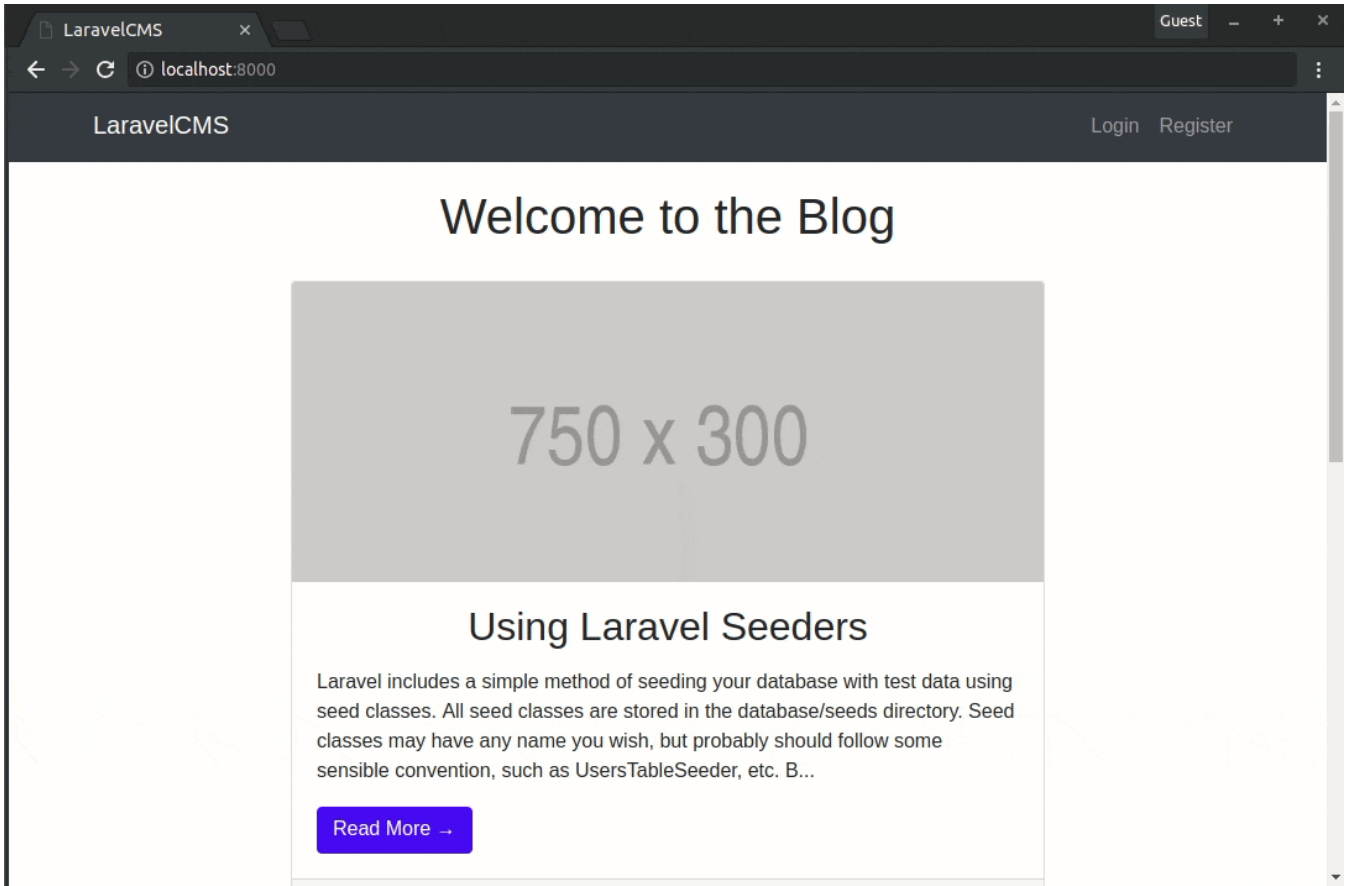 LaravelCMS
Guest
localhost:8000
LaravelCMS
Login Register
Welcome to the Blog
750 x 300
Using Laravel Seeders
Laravel includes a simple method of seeding your database with test data using
seed classes. All seed classes are stored in the database/seeds directory. Seed
classes may have any name you wish, but probably should follow some
sensible convention, such as UsersTableSeeder, etc. B...
Read More →